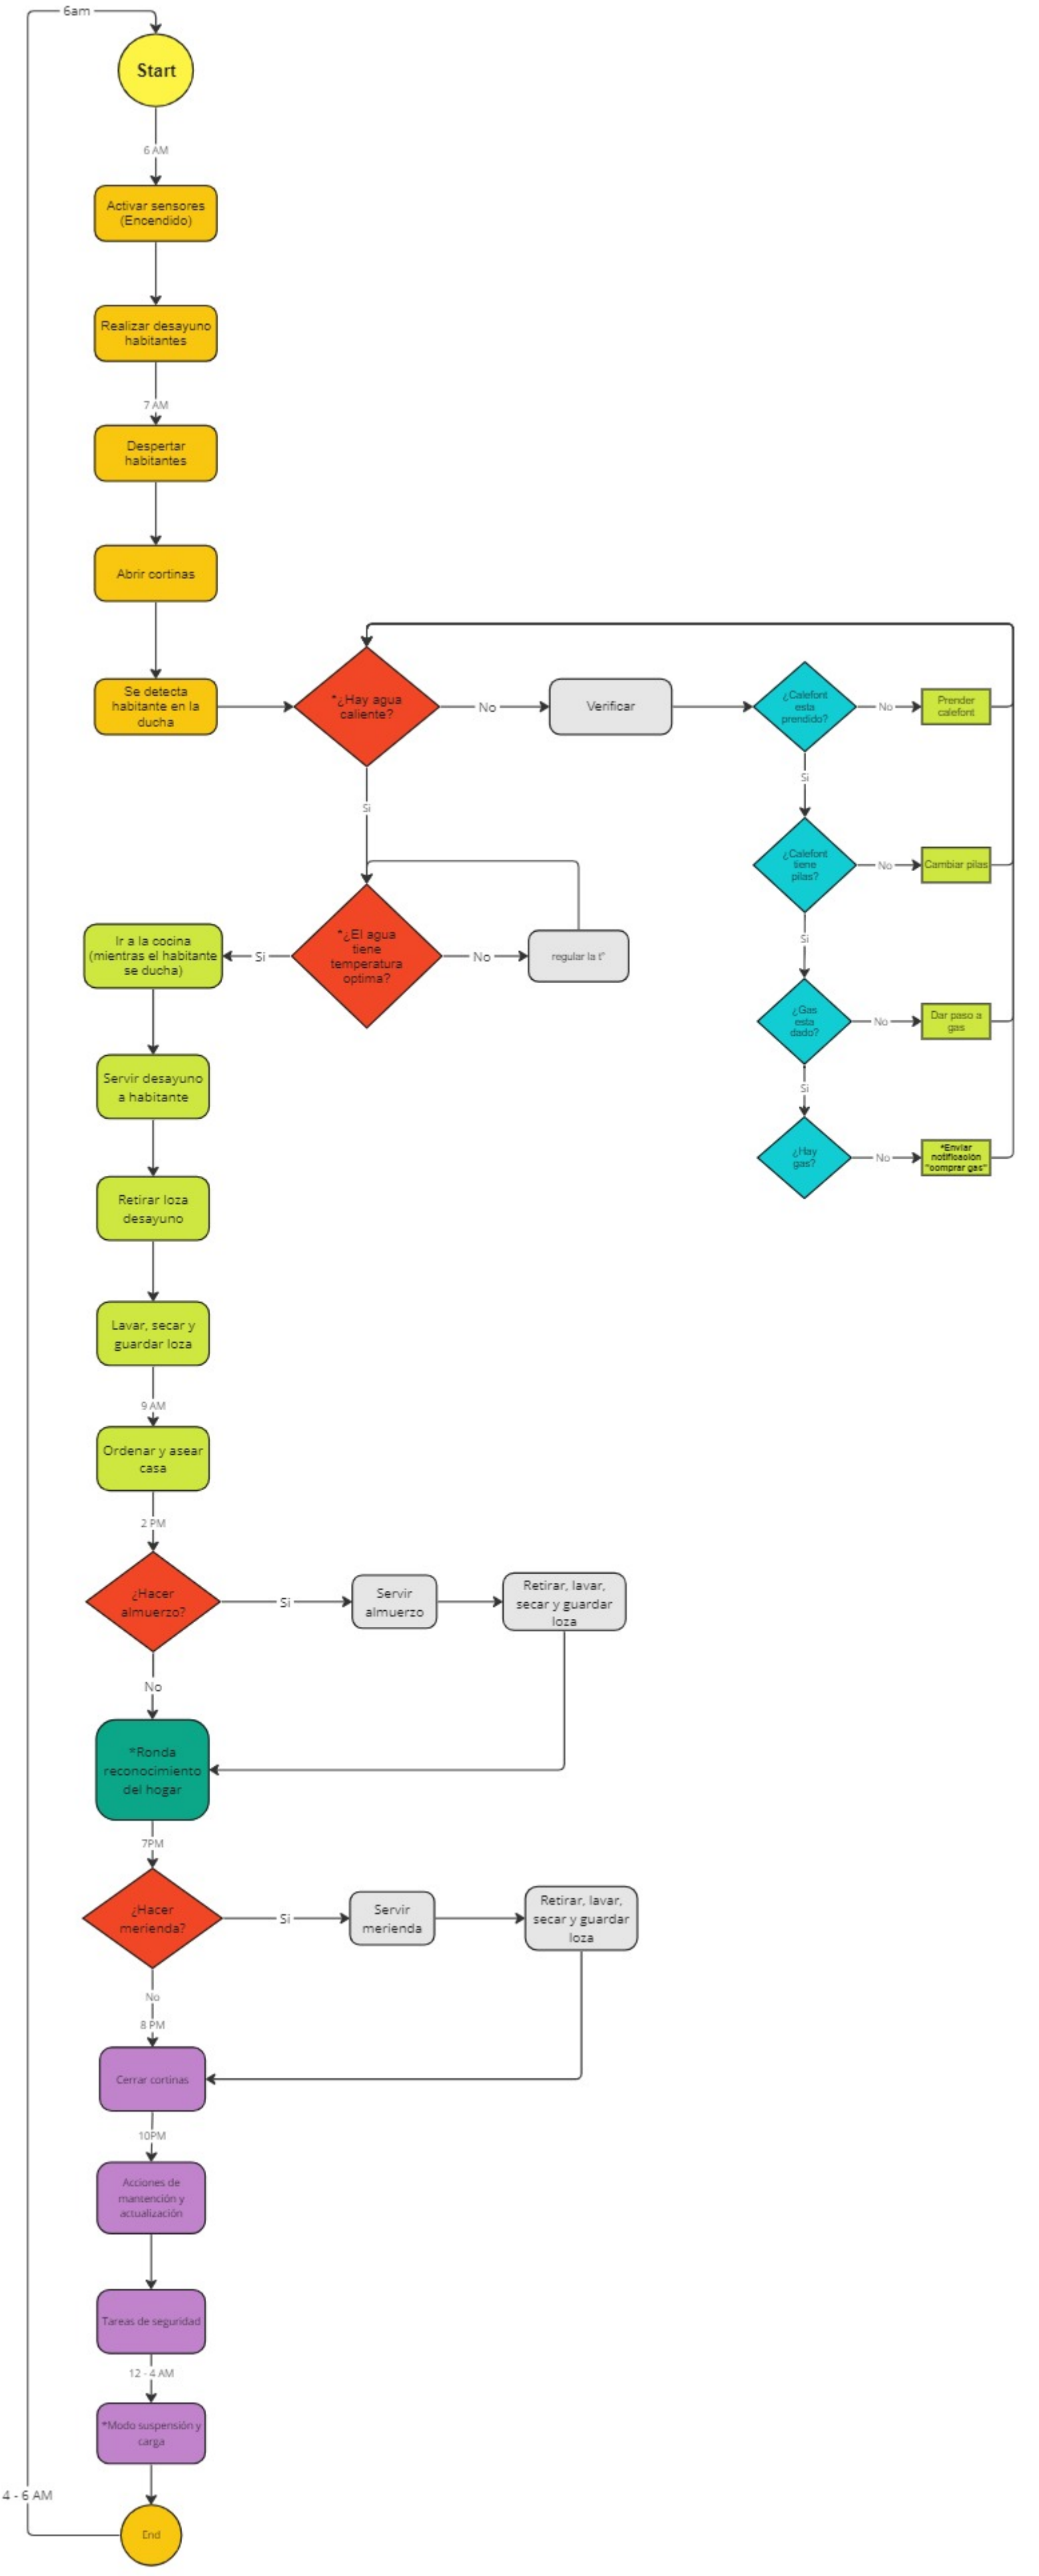 6am
Start
6 AM
Activar sensores
(Encendido)
Realizar desayuno
habitantes
7 AM
Despertar
habitantes
Abrir cortinas
Se detecta
habitante en la
ducha
*¿Hay agua
caliente?
No
Verificar
¿Calefont
esta
prendido?
No
Prender
calefont
Si
Si
¿Calefont
tiene
pilas?
No
Cambiar pilas
Si
Ir a la cocina
(mientras el habitante
se ducha)
Si
*¿El agua
tiene
temperatura
optima?
No
regular la t°
¿Gas
esta
dado?
No
Dar paso a
gas
Si
Servir desayuno
a habitante
¿Hay
gas?
No
*Enviar
notificación
"comprar gas"
Retirar loza
desayuno
Lavar, secar y
guardar loza
9 AM
Ordenar y asear
casa
2 PM
¿Hacer
almuerzo?
Si
Servir
almuerzo
Retirar, lavar,
secar y guardar
loza
No
*Ronda
reconocimiento
del hogar
7PM
¿Hacer
merienda?
Si
Servir
merienda
Retirar, lavar,
secar y guardar
loza
No
8 PM
Cerrar cortinas
10PM
Acciones de
mantención y
actualización
Tareas de seguridad
12 - 4 AM
*Modo suspensión y
carga
4 - 6 AM
End